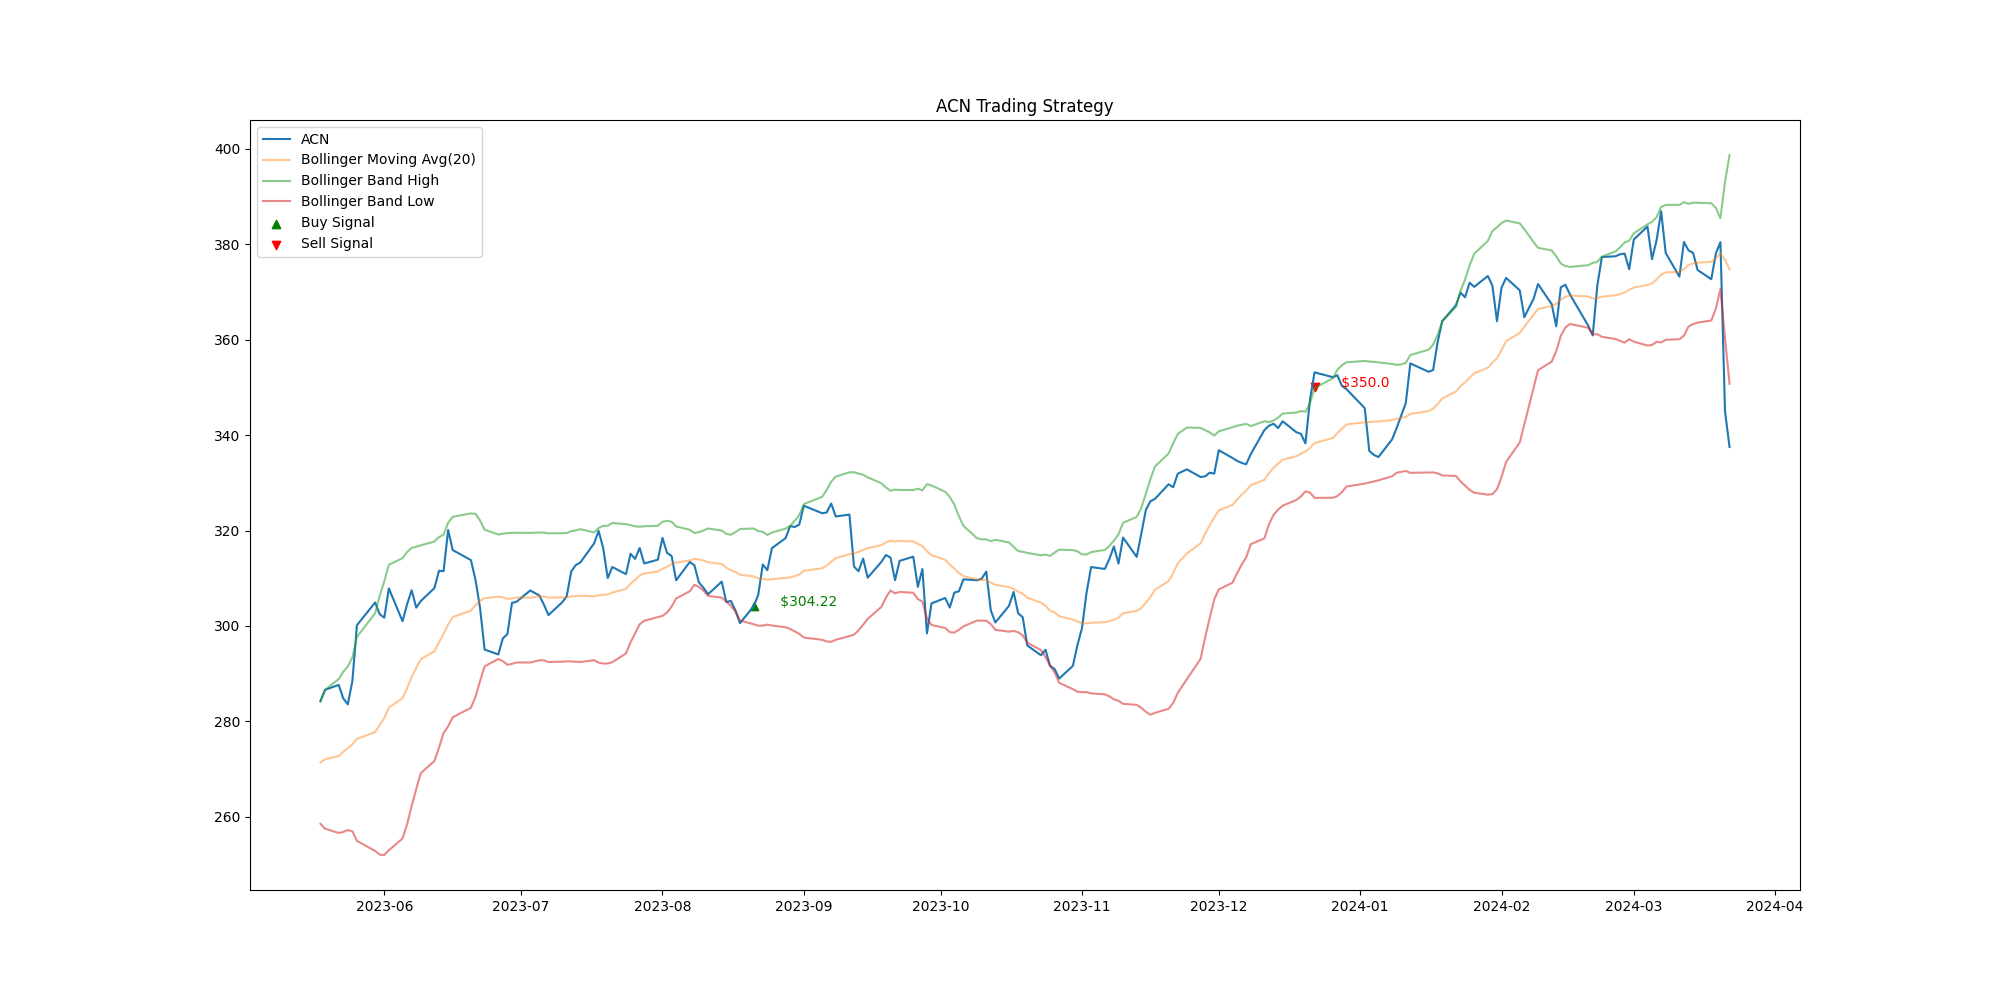 ACN Trading Strategy
ACN
Bollinger Moving Avg(20)
Bollinger Band High
Bollinger Band Low
Buy Signal
Sell Signal
400
380
360
340
320
300
280
260
$350.0
$304.22
2023-06 2023-07 2023-08 2023-09 2023-10 2023-11 2023-12 2024-01 2024-02 2024-03 2024-04